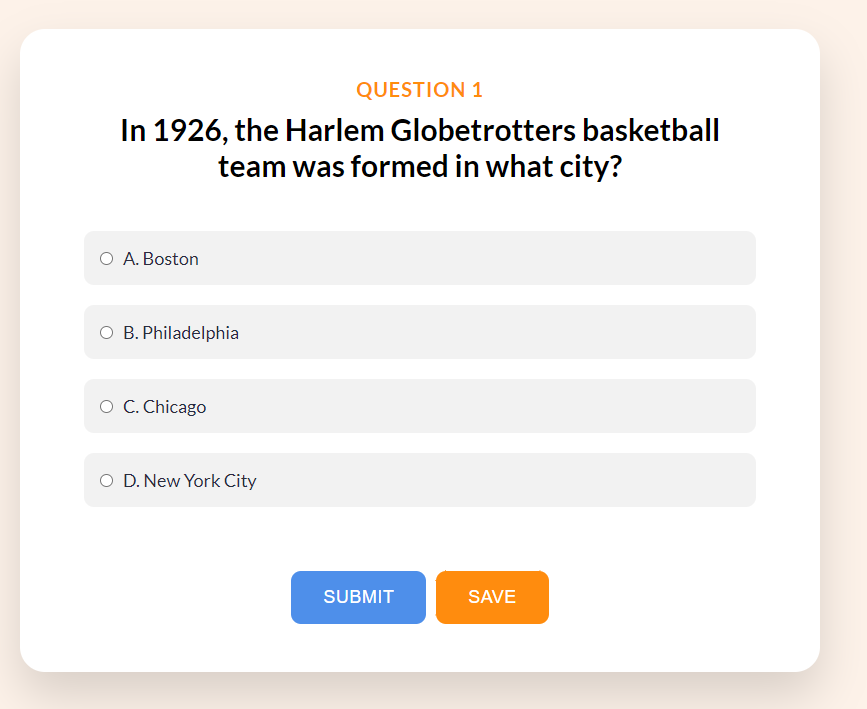 QUESTION 1
In 1926, the Harlem Globetrotters basketball
team was formed in what city?
A. Boston
B. Philadelphia
C. Chicago
D. New York City
SUBMIT
SAVE